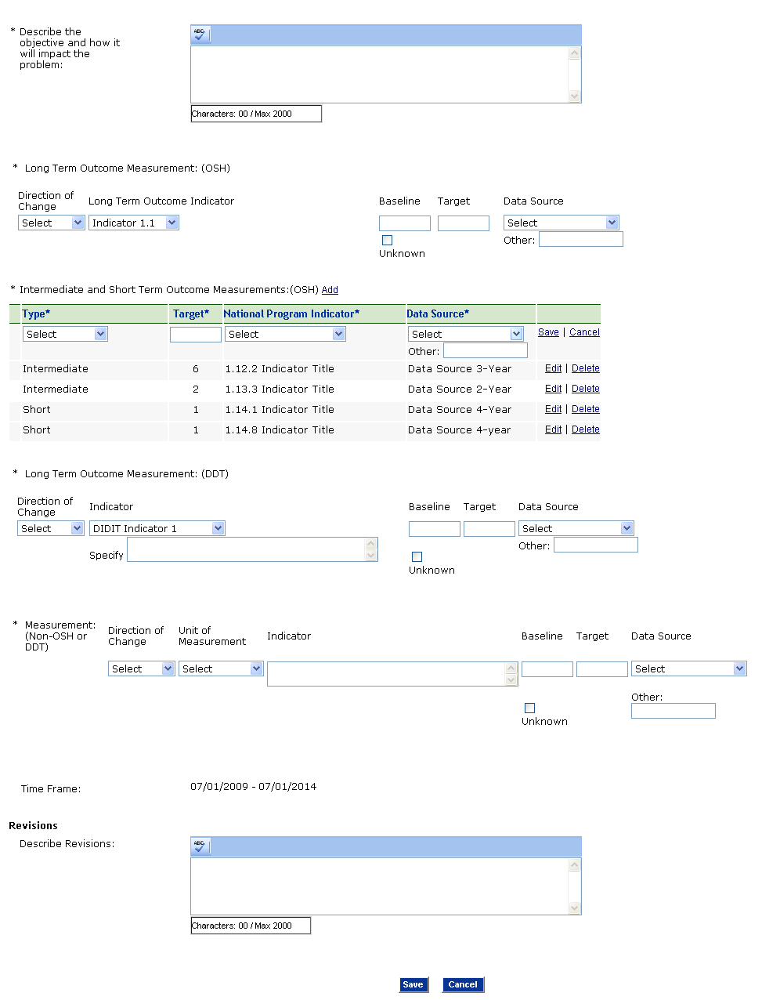 * Describe the
objective and how it
will impact the
problem:
ABC
Characters: 00 / Max 2000
* Long Term Outcome Measurement: (OSH)
Direction of
Change
Long Term Outcome Indicator
Baseline
Target
Data Source
Select
Indicator 1.1
Select
Other:
Unknown
* Intermediate and Short Term Outcome Measurements:(OSH) Add
Type* Target* National Program Indicator* Data Source*
Select Select Select Save | Cancel
Other:
Intermediate 6 1.12.2 Indicator Title Data Source 3-Year Edit | Delete
Intermediate 2 1.13.3 Indicator Title Data Source 2-Year Edit | Delete
Short 1 1.14.1 Indicator Title Data Source 4-Year Edit | Delete
Short 1 1.14.8 Indicator Title Data Source 4-year Edit | Delete
* Long Term Outcome Measurement: (DDT)
Direction of
Change
Indicator
Baseline
Target
Data Source
Select
DIDIT Indicator 1
Select
Specify
Other:
Unknown
* Measurement:
(Non-OSH or
DDT)
Direction of
Change
Unit of
Measurement
Indicator
Baseline
Target
Data Source
Select
Select
Select
Other:
Unknown
Time Frame: 07/01/2009 - 07/01/2014
Revisions
Describe Revisions:
ABC
Characters: 00 / Max 2000
Save Cancel